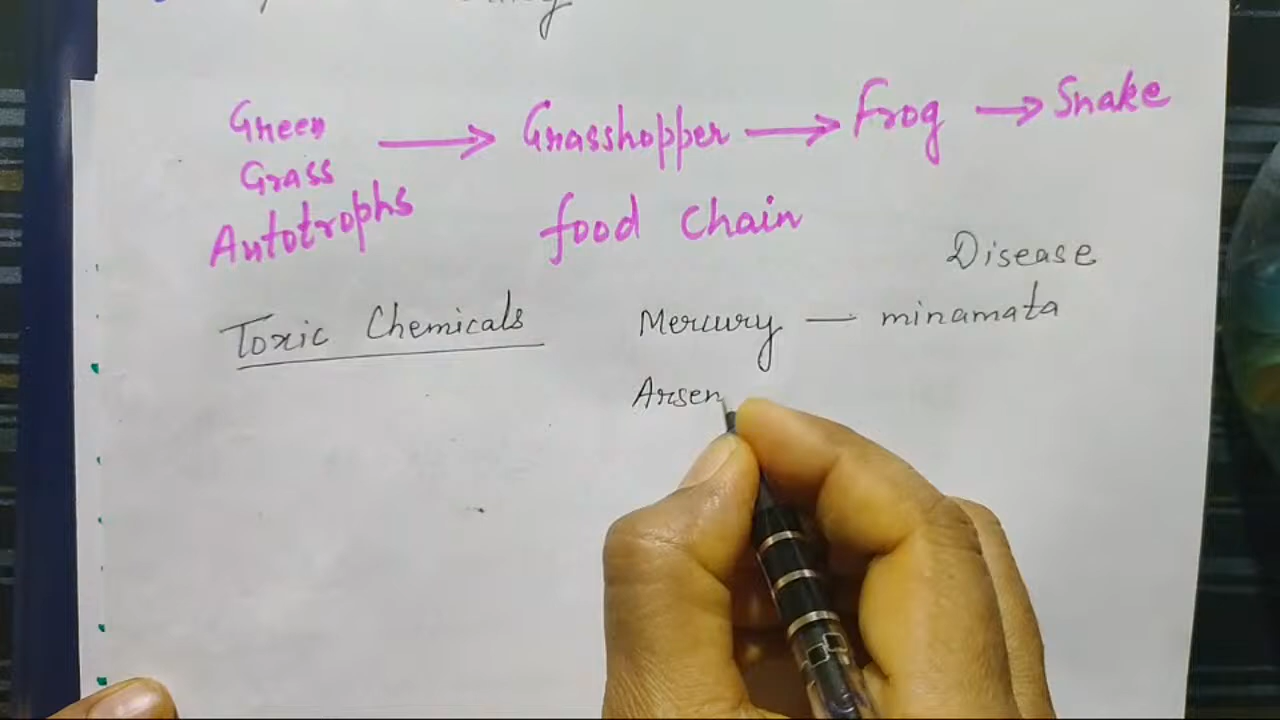 Green → Grasshopper → Frog → Snake
Grass
Autotrophs
food chain
Disease
Toxic Chemicals
Mercury — minamata
Arsen